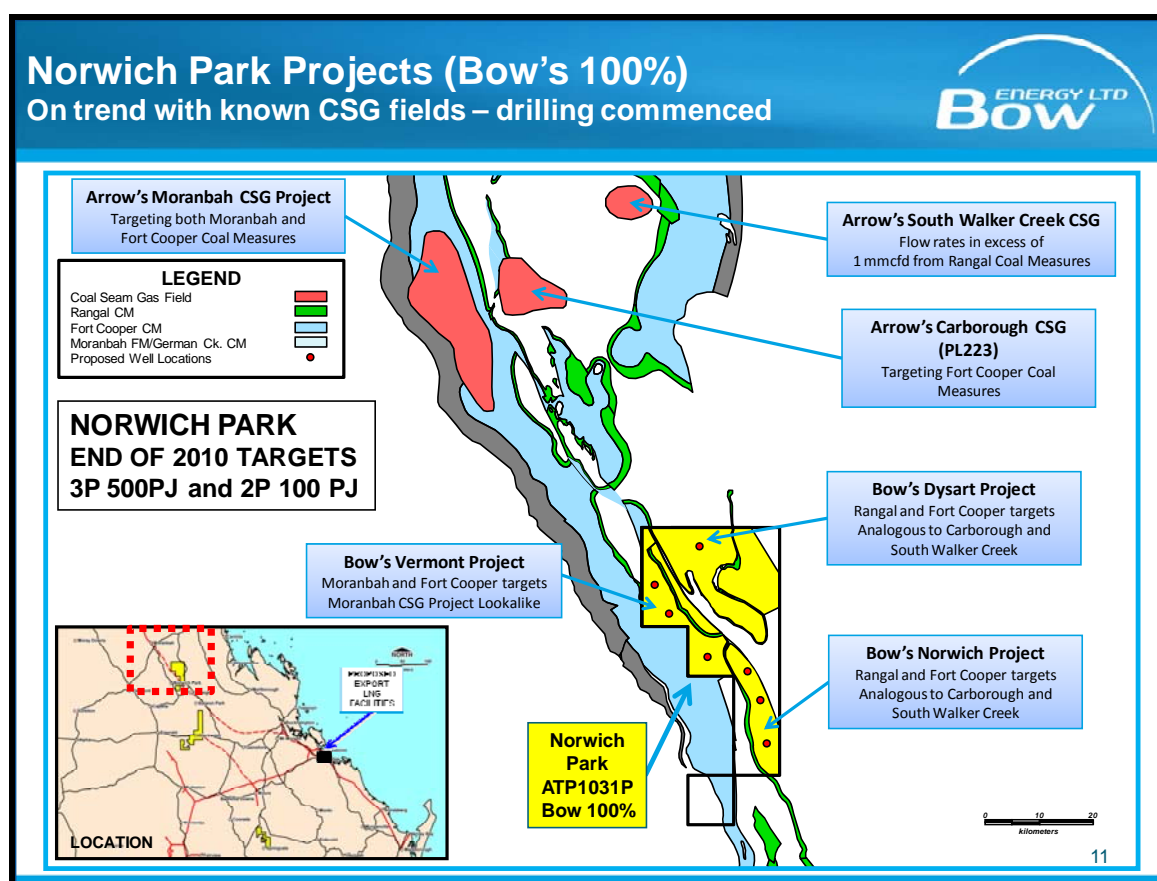 Norwich Park Projects (Bow's 100%)
On trend with known CSG fields – drilling commenced
ENERGY LTD
BOW
Arrow's Moranbah CSG Project
Targeting both Moranbah and
Fort Cooper Coal Measures
LEGEND
Coal Seam Gas Field
Rangal CM
Fort Cooper CM
Moranbah FM/German Ck. CM
Proposed Well Locations
NORWICH PARK
END OF 2010 TARGETS
3P 500PJ and 2P 100 PJ
Arrow's South Walker Creek CSG
Flow rates in excess of
1 mmcfd from Rangal Coal Measures
Arrow's Carborough CSG
(PL223)
Targeting Fort Cooper Coal
Measures
Bow's Dysart Project
Rangal and Fort Cooper targets
Analogous to Carborough and
South Walker Creek
Bow's Vermont Project
Moranbah and Fort Cooper targets
Moranbah CSG Project Lookalike
Bow's Norwich Project
Rangal and Fort Cooper targets
Analogous to Carborough and
South Walker Creek
Norwich
Park
ATP1031P
Bow 100%
NORTH
PROPOSED
EXPORT
LNG
FACILITIES
LOCATION
0 10 20
kilometers
11